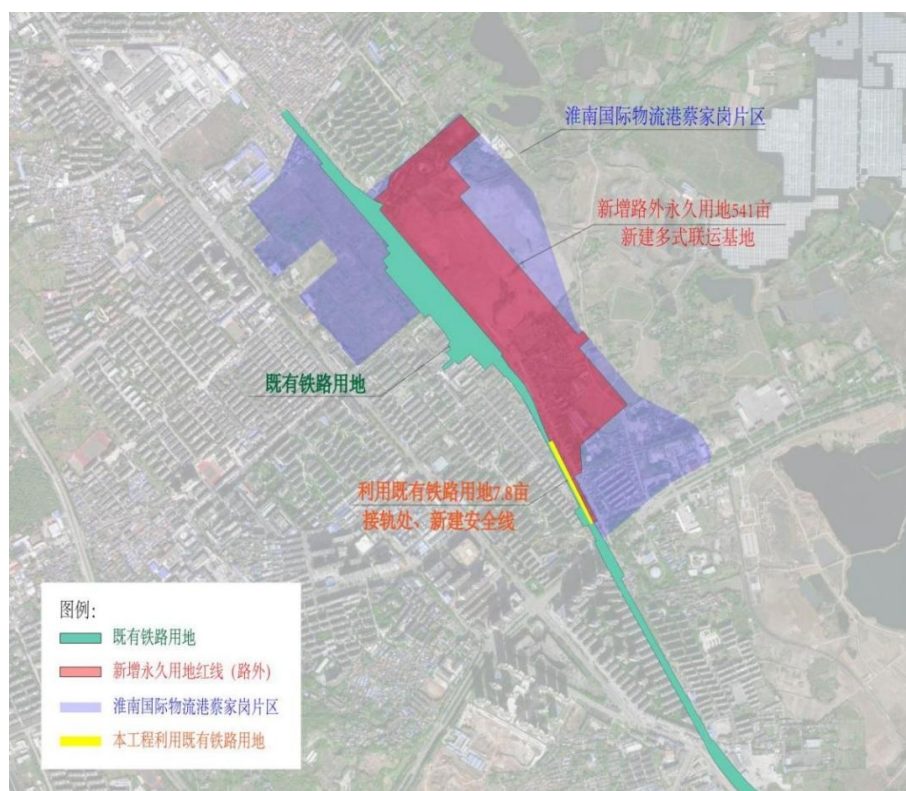 淮南国际物流港蔡家岗片区
新增路外永久用地541亩
新建多式联运基地
既有铁路用地
利用既有铁路用地7.8亩
接轨处、新建安全线
图例:
既有铁路用地
新增永久用地红线（路外）
淮南国际物流港蔡家岗片区
本工程利用既有铁路用地